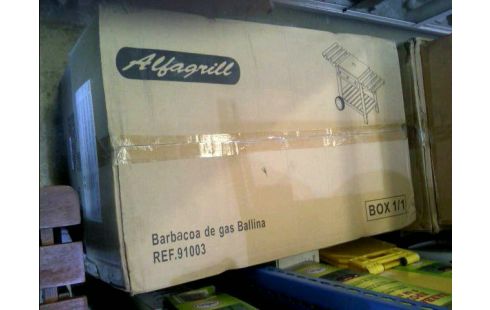 Alfagrill
Barbacoa de gas Ballina
REF.91003
BOX 1/1